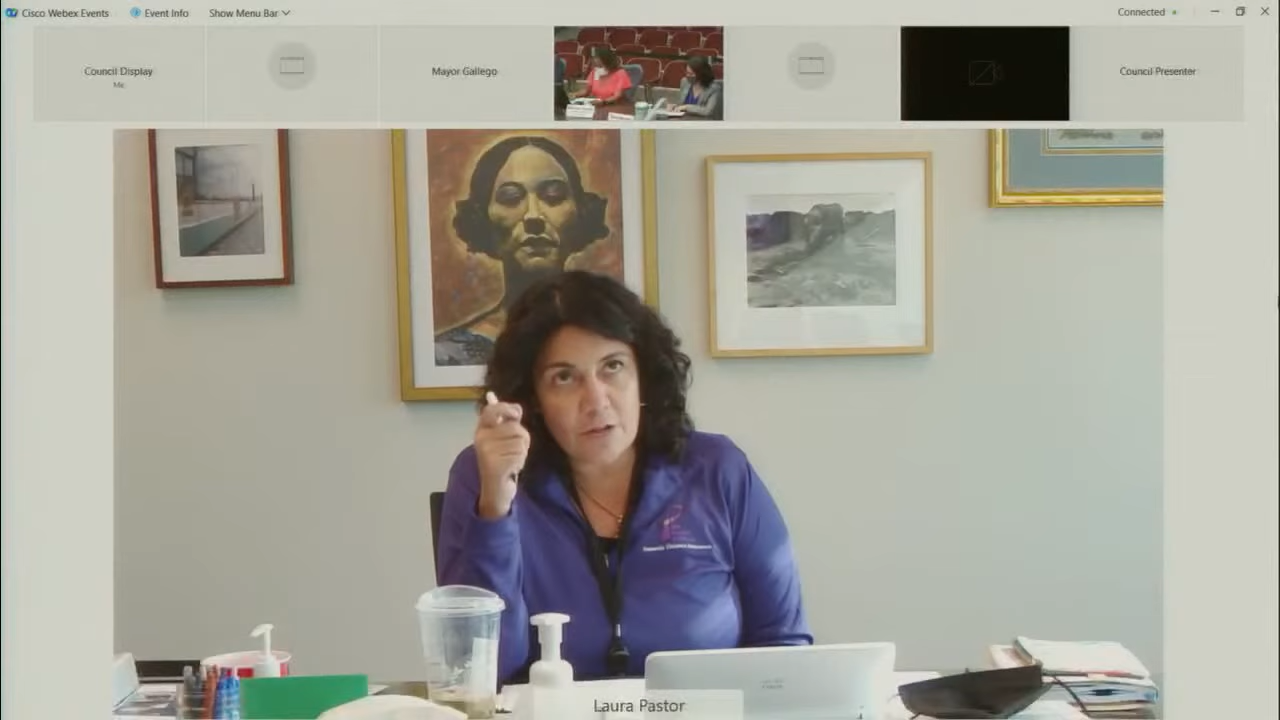 Cisco Webex Events
Event Info
Show Menu Bar
Connected
Council Display
Me
Mayor Gallego
Council Presenter
Laura Pastor